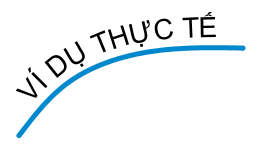 VÍ DỤ THỰC TẾ